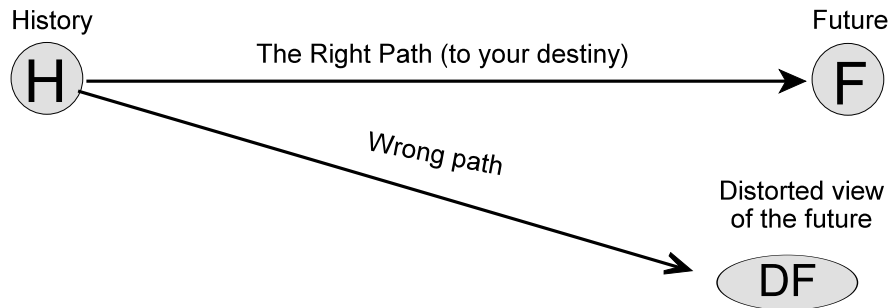 History
Future
The Right Path (to your destiny)
H
F
Wrong path
Distorted view
of the future
DF